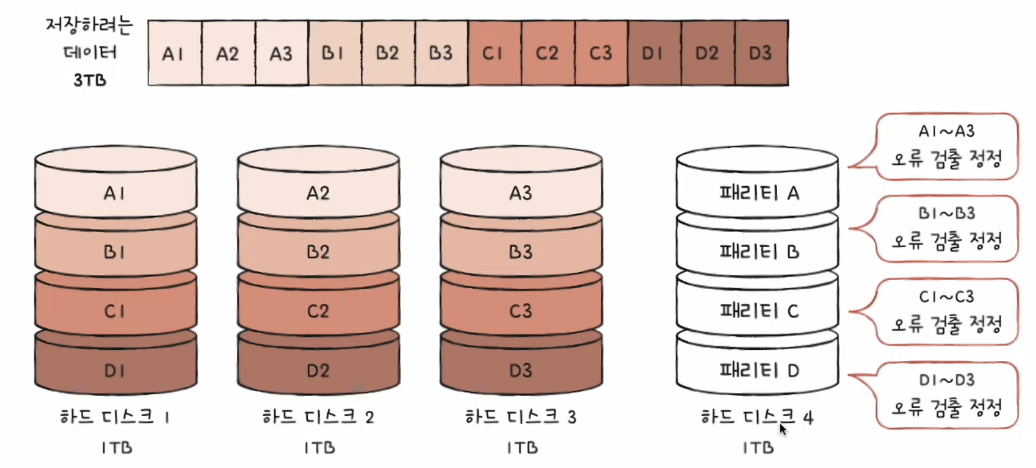 저장하려는
데이터
3TB
A1 A2 A3 B1 B2 B3 C1 C2 C3 D1 D2 D3
A1
B1
C1
D1
하드 디스크 1
1TB
A2
B2
C2
D2
하드 디스크 2
1TB
A3
B3
C3
D3
하드 디스크 3
1TB
패리티 A
패리티 B
패리티 C
패리티 D
하드 디스크 4
1TB
A1~A3
오류 검출 정정
B1~B3
오류 검출 정정
C1~C3
오류 검출 정정
D1~D3
오류 검출 정정